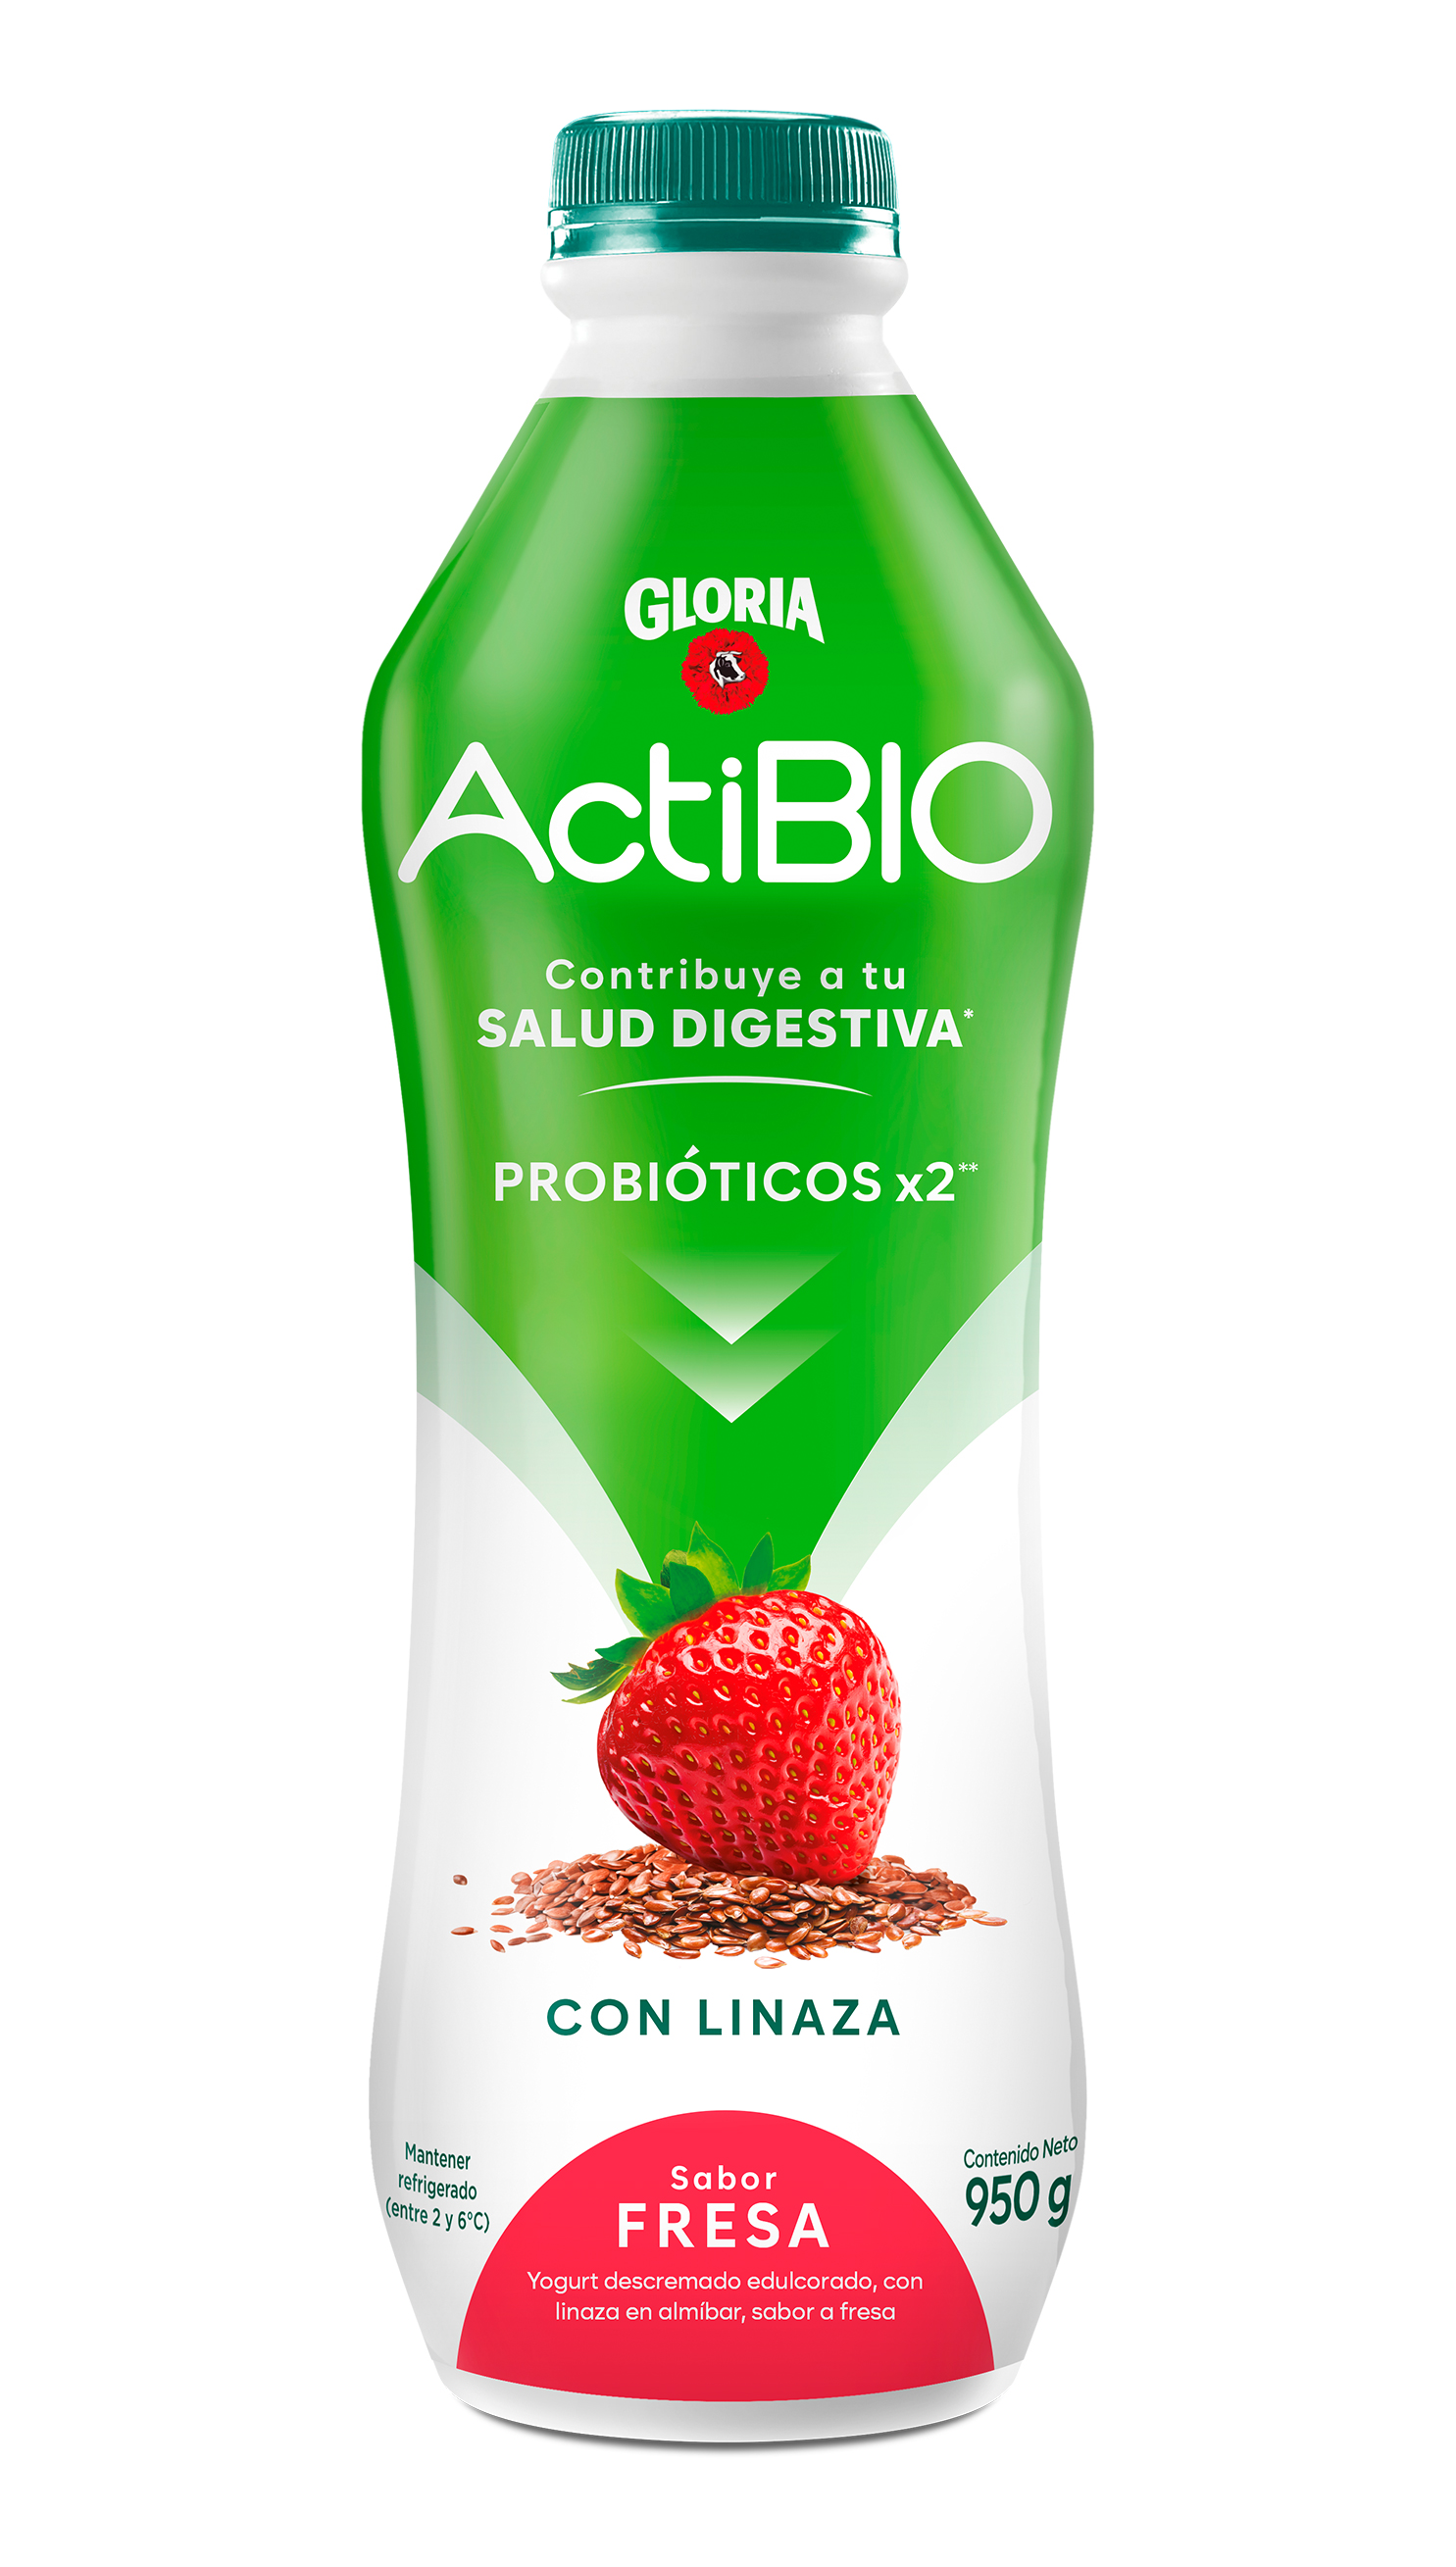 GLORIA
ActiBIO
Contribuye a tu
SALUD DIGESTIVA*
PROBIÓTICOS x2**
CON LINAZA
Mantener
refrigerado
(entre 2 y 6°C)
Contenido Neto
950 g
Sabor
FRESA
Yogurt descremado edulcorado, con
linaza en almíbar, sabor a fresa